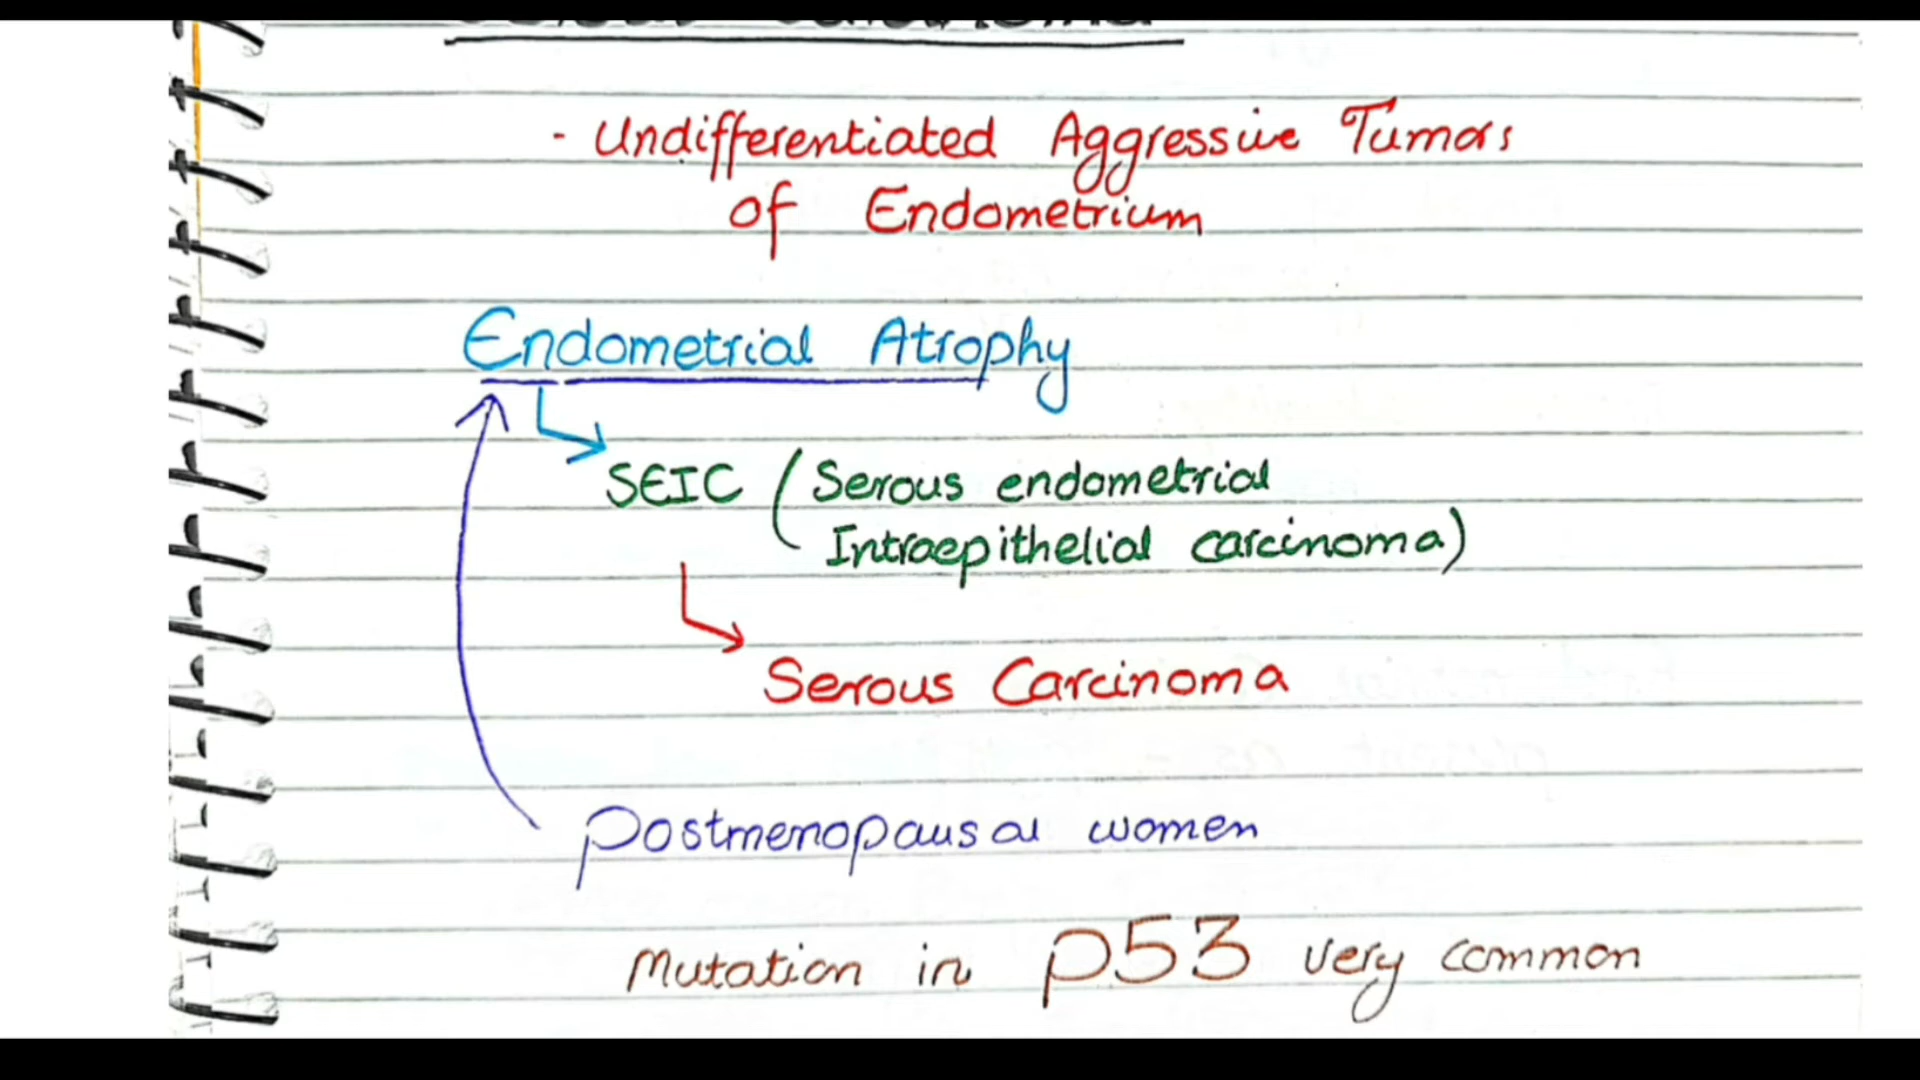 - Undifferentiated Aggressive Tumors
of Endometrium
Endometrial Atrophy
SEIC (Serous endometrial
Intraepithelial carcinoma)
Serous Carcinoma
Postmenopausal women
Mutation in p53 very common